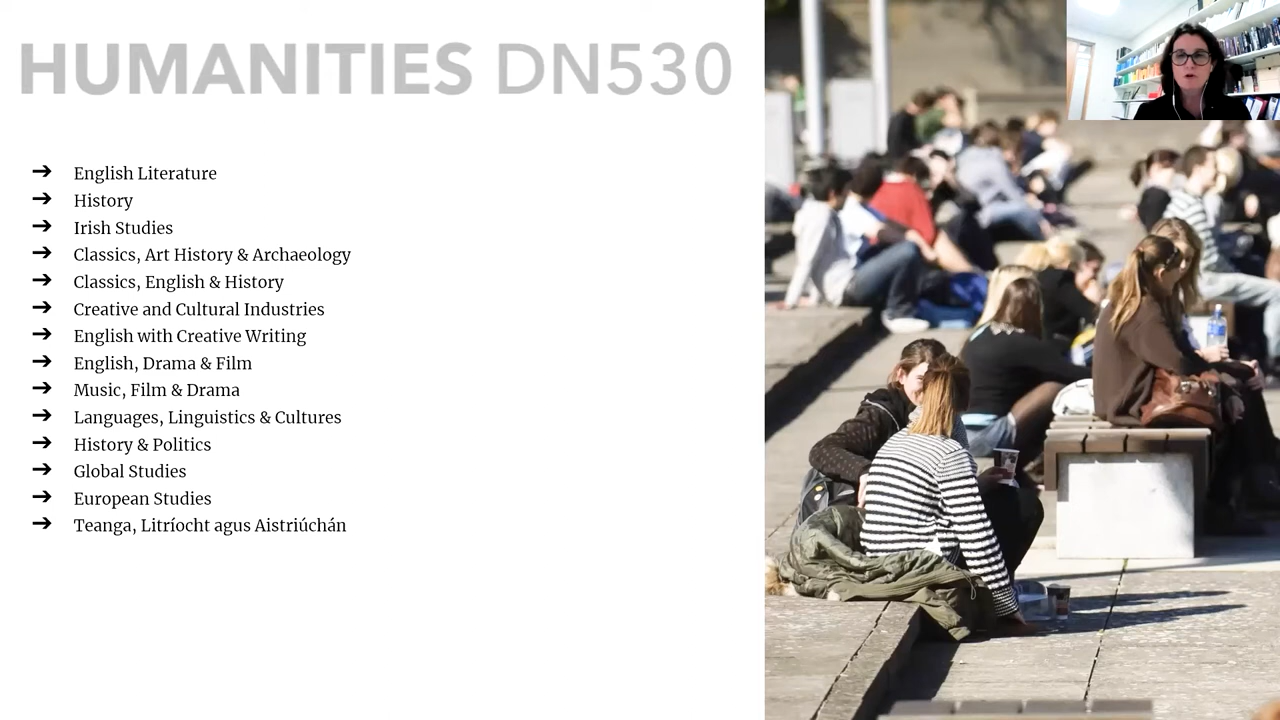 HUMANITIES DN530
➔ English Literature
➔ History
➔ Irish Studies
➔ Classics, Art History & Archaeology
➔ Classics, English & History
➔ Creative and Cultural Industries
➔ English with Creative Writing
➔ English, Drama & Film
➔ Music, Film & Drama
➔ Languages, Linguistics & Cultures
➔ History & Politics
➔ Global Studies
➔ European Studies
➔ Teanga, Litríocht agus Aistriúchán